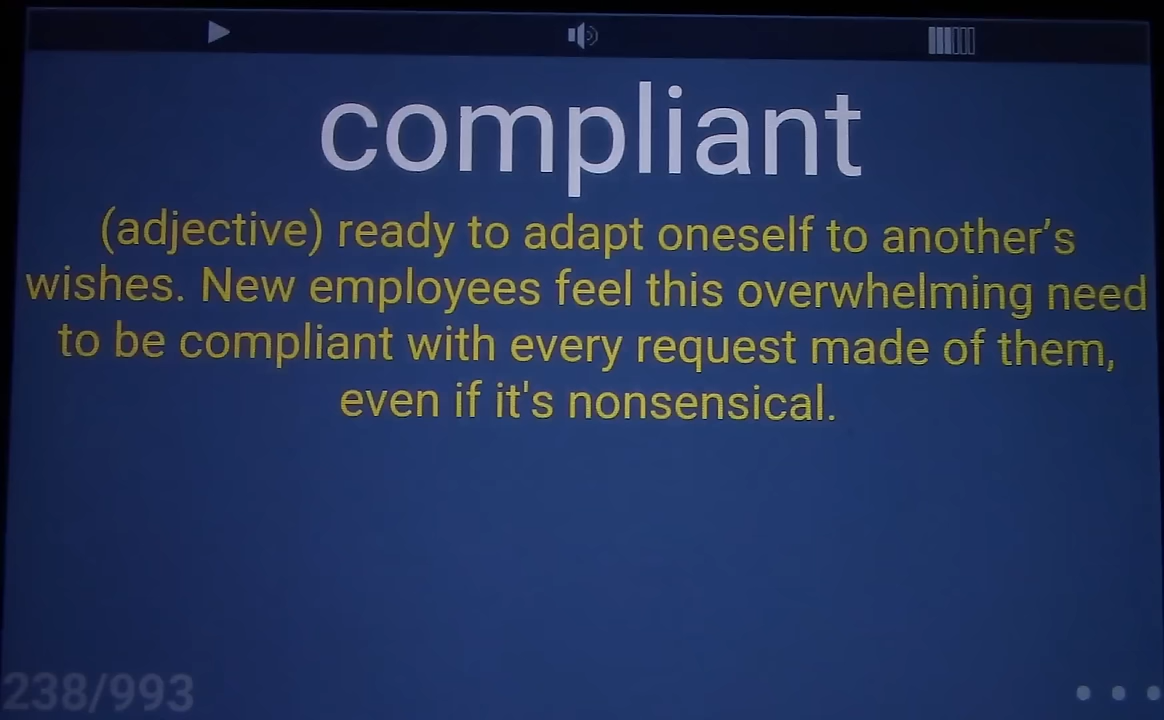 compliant
(adjective) ready to adapt oneself to another’s
wishes. New employees feel this overwhelming need
to be compliant with every request made of them,
even if it's nonsensical.
238/993